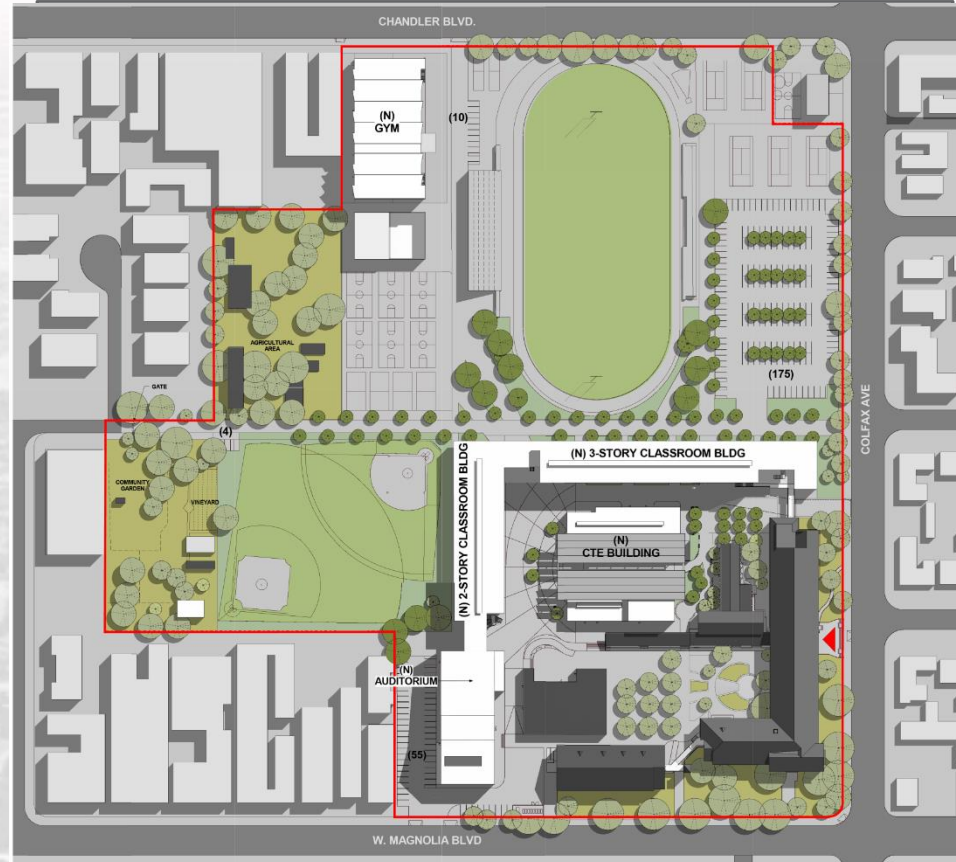 CHANDLER BLVD.
(N)
GYM
(10)
AGRICULTURAL
AREA
(175)
COLFAX AVE
GATE
(4)
COMMUNITY
GARDEN
VINEYARD
(N) 2-STORY CLASSROOM BLDG
(N) 3-STORY CLASSROOM BLDG
(N)
CTE BUILDING
(N)
AUDITORIUM
(55)
W. MAGNOLIA BLVD